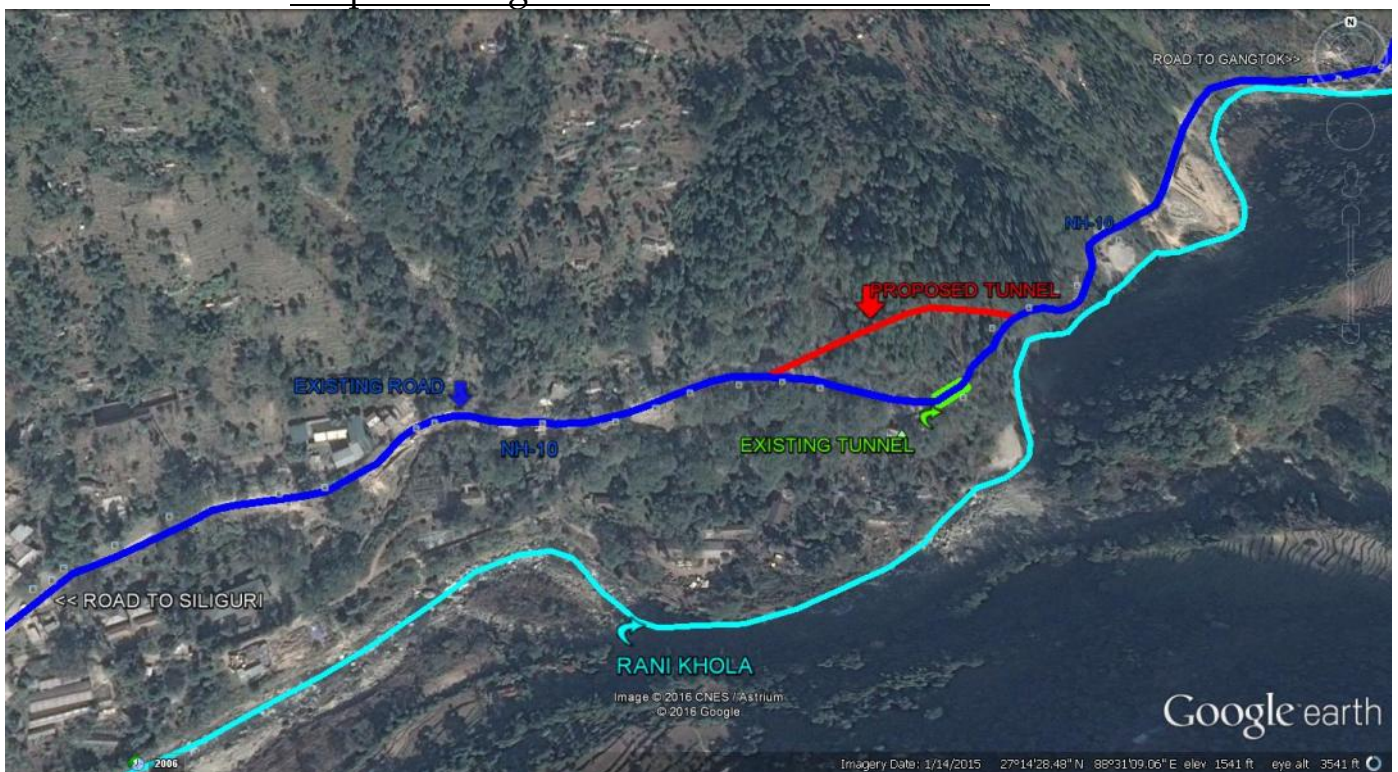 N
ROAD TO GANGTOK>>
NH-10
PROPOSED TUNNEL
EXISTING ROAD
NH-10
EXISTING TUNNEL
<< ROAD TO SILIGURI
RANI KHOLA
Image © 2016 CNES / Astrium
© 2016 Google
Google earth
2006
Imagery Date: 1/14/2015 27°14'28.48" N 88°31'09.06" E elev 1541 ft eye alt 3541 ft